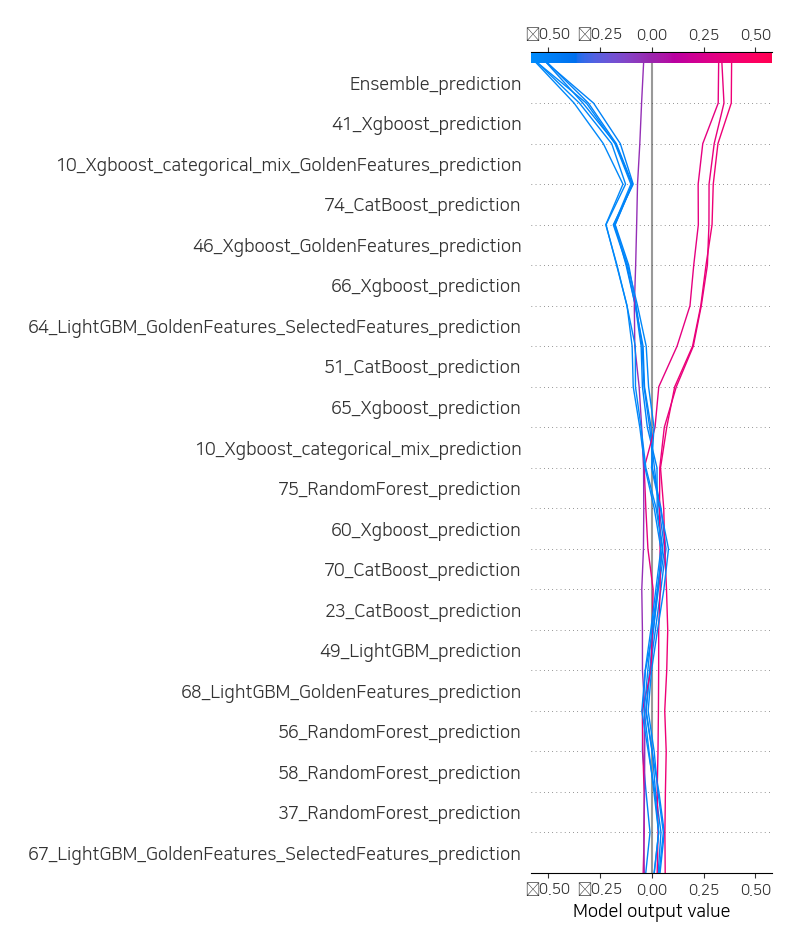 0.50 0.25 0.00 0.25 0.50
Ensemble_prediction
41_Xgboost_prediction
10_Xgboost_categorical_mix_GoldenFeatures_prediction
74_CatBoost_prediction
46_Xgboost_GoldenFeatures_prediction
66_Xgboost_prediction
64_LightGBM_GoldenFeatures_SelectedFeatures_prediction
51_CatBoost_prediction
65_Xgboost_prediction
10_Xgboost_categorical_mix_prediction
75_RandomForest_prediction
60_Xgboost_prediction
70_CatBoost_prediction
23_CatBoost_prediction
49_LightGBM_prediction
68_LightGBM_GoldenFeatures_prediction
56_RandomForest_prediction
58_RandomForest_prediction
37_RandomForest_prediction
67_LightGBM_GoldenFeatures_SelectedFeatures_prediction
0.50 0.25 0.00 0.25 0.50
Model output value